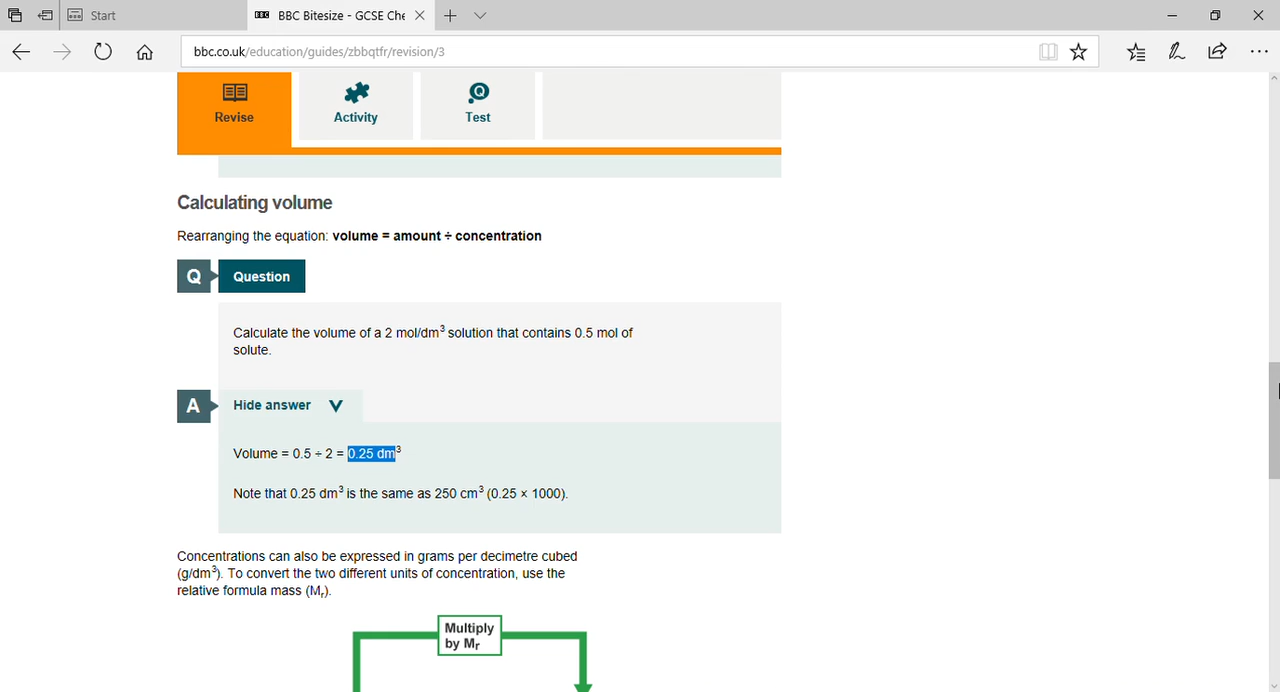 Start
BBC BBC Bitesize - GCSE Che
bbc.co.uk/education/guides/zbbqtfr/revision/3
Revise
Activity
Q
Test
Calculating volume
Rearranging the equation: volume = amount ÷ concentration
Q Question
Calculate the volume of a 2 mol/dm³ solution that contains 0.5 mol of
solute.
A Hide answer
Volume = 0.5 ÷ 2 = 0.25 dm³
Note that 0.25 dm³ is the same as 250 cm³ (0.25 × 1000).
Concentrations can also be expressed in grams per decimetre cubed
(g/dm³). To convert the two different units of concentration, use the
relative formula mass (Mᵣ).
Multiply
by Mᵣ